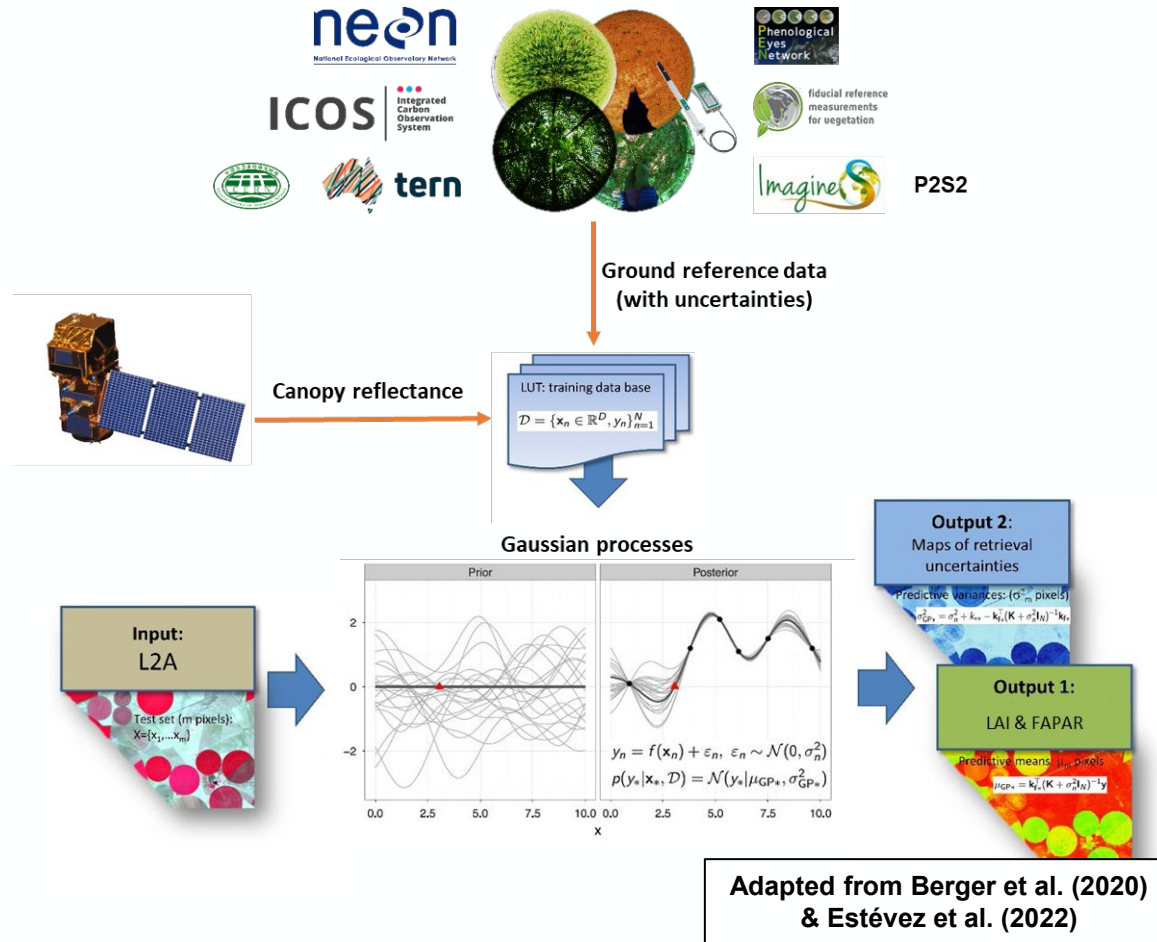 neon
National Ecological Observatory Network
ICOS
Integrated
Carbon
Observation
System
tern
Phenological
Eyes
Network
fiducial reference
measurements
for vegetation
ImagineS
P2S2
Ground reference data
(with uncertainties)
Canopy reflectance
LUT: training data base
𝒟 = {xₙ ∈ ℝᴰ, yₙ}ᴺₙ₌₁
Gaussian processes
Prior
Posterior
2
0
−2
0.0
2.5
5.0
7.5
10.0
0.0
2.5
5.0
7.5
10.0
x
yₙ = f(xₙ) + εₙ, εₙ ∼ 𝒩(0, σₙ²)
p(y*|x*, 𝒟) = 𝒩(y*|μGP*, σ²GP*)
Input:
L2A
Test set (m pixels):
X={x₁,...xₘ}
Output 2:
Maps of retrieval
uncertainties
Predictive variances: (σ²ₘ pixels)
σ²GP* = σₙ² + k** − kᵀf*(K + σₙ²Iɴ)⁻¹kf*
Output 1:
LAI & FAPAR
Predictive means: μₘ pixels
μGP* = kᵀf*(K + σₙ²Iɴ)⁻¹y
Adapted from Berger et al. (2020)
& Estévez et al. (2022)